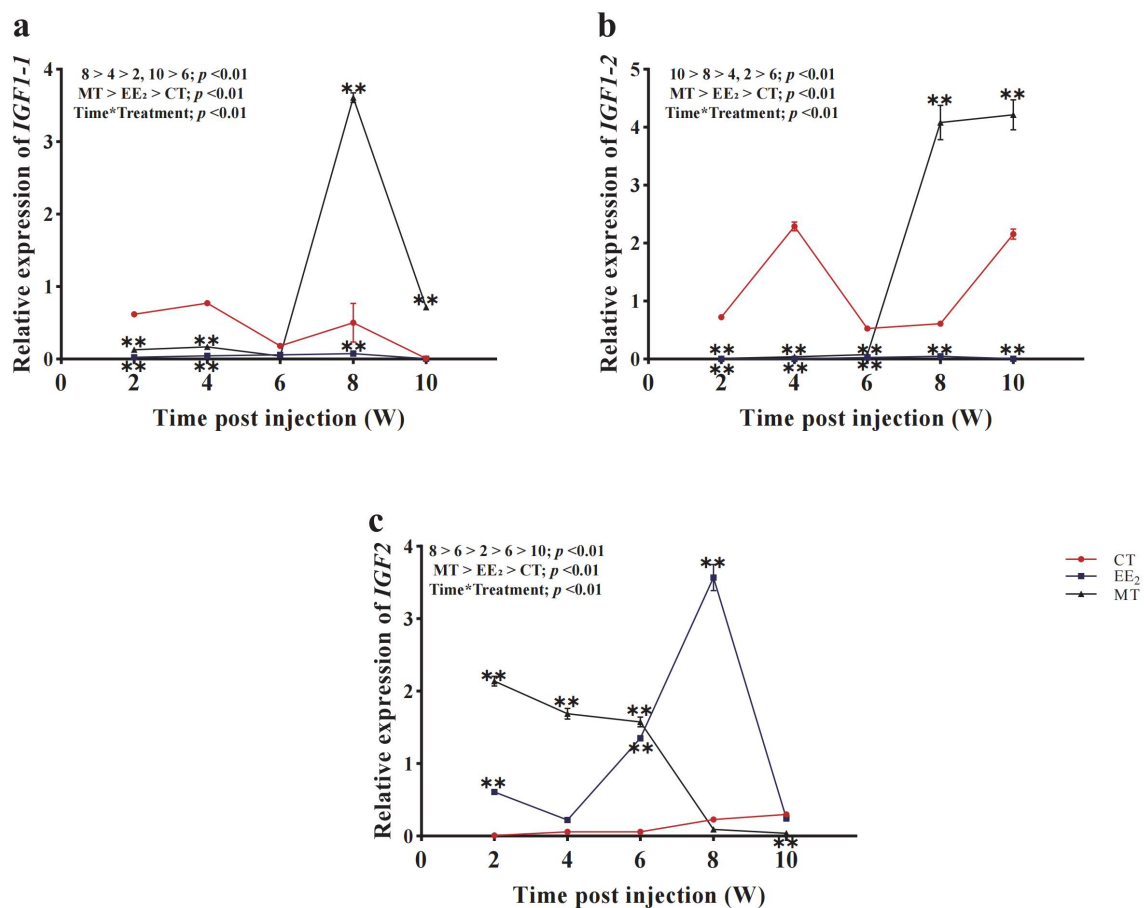 a
8 > 4 > 2, 10 > 6; p <0.01
MT > EE₂ > CT; p <0.01
Time*Treatment; p <0.01
Relative expression of IGF1-1
4
3
2
1
0
** ** ** **
** ** **
0 2 4 6 8 10
Time post injection (W)
b
10 > 8 > 4, 2 > 6; p <0.01
MT > EE₂ > CT; p <0.01
Time*Treatment; p <0.01
Relative expression of IGF1-2
5
4
3
2
1
0
** **
** ** ** ** **
** ** **
0 2 4 6 8 10
Time post injection (W)
c
8 > 6 > 2 > 6 > 10; p <0.01
MT > EE₂ > CT; p <0.01
Time*Treatment; p <0.01
Relative expression of IGF2
4
3
2
1
0
** ** ** **
** ** **
0 2 4 6 8 10
Time post injection (W)
CT
EE₂
MT